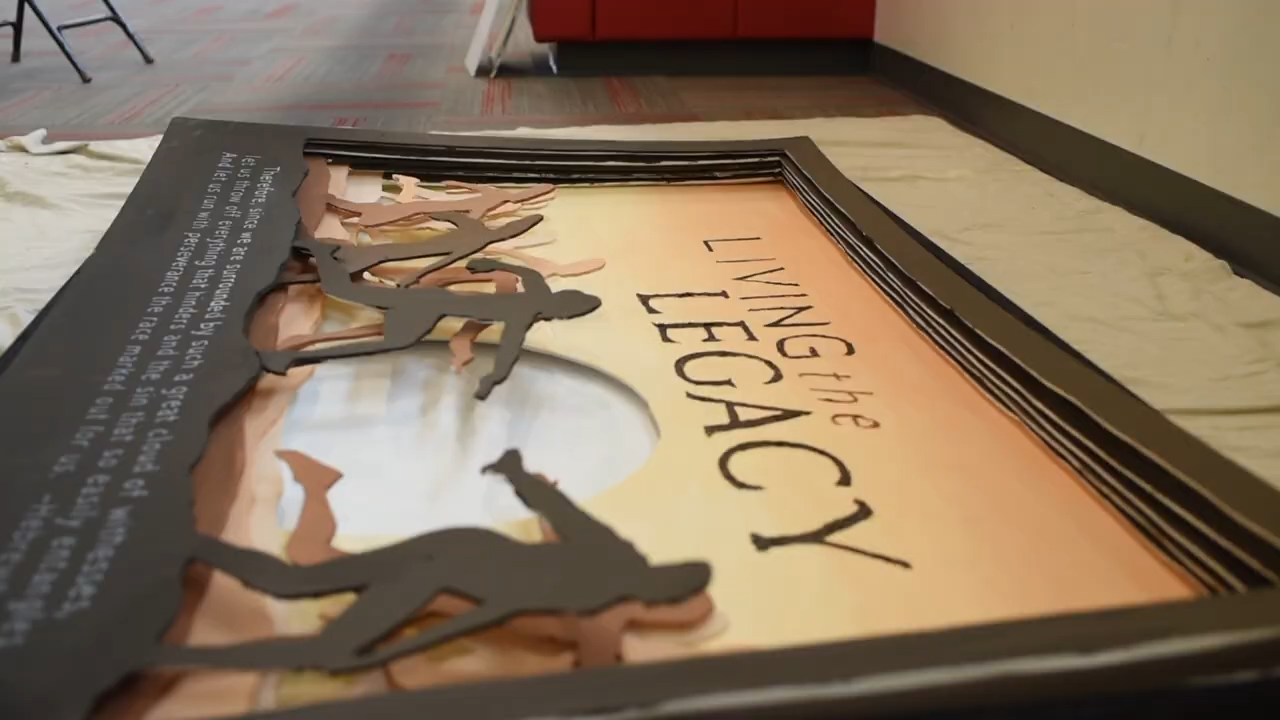 LIVING the
LEGACY
Therefore, since we are surrounded by such a great cloud of witnesses,
let us throw off everything that hinders and the sin that so easily entangles
And let us run with perseverance the race marked out for us.